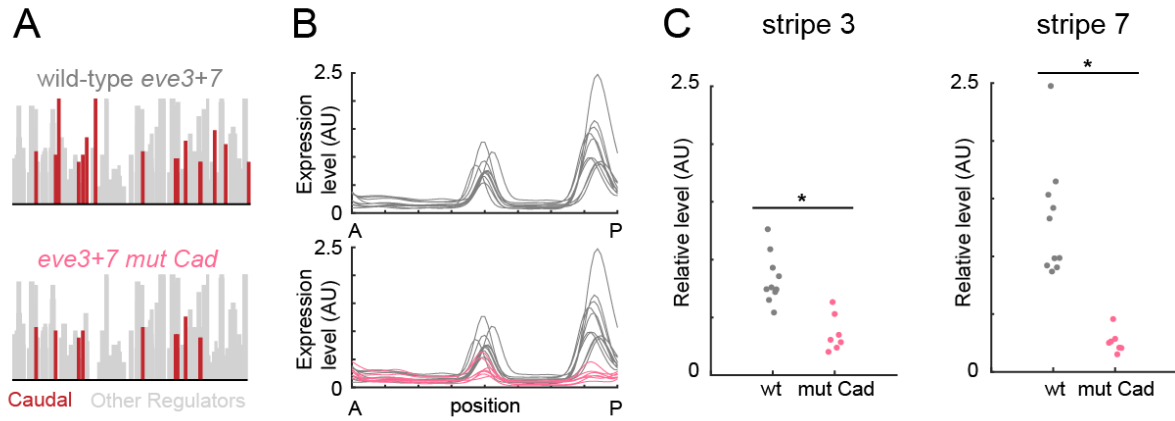 A
wild-type eve3+7
eve3+7 mut Cad
Caudal Other Regulators
B
2.5
Expression
level (AU)
0
A P
2.5
Expression
level (AU)
0
A position P
C
stripe 3
2.5
Relative level (AU)
*
0
wt mut Cad
stripe 7
2.5
Relative level (AU)
*
0
wt mut Cad